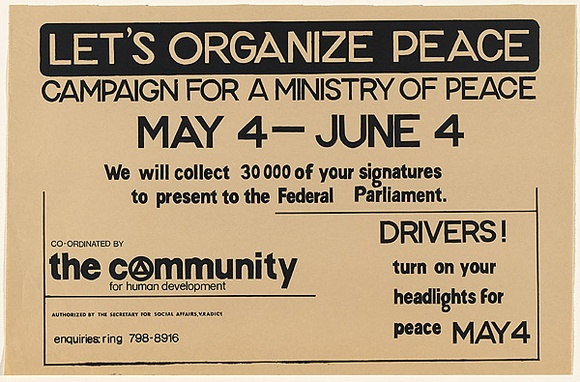 LET'S ORGANIZE PEACE
CAMPAIGN FOR A MINISTRY OF PEACE
MAY 4 — JUNE 4
We will collect 30 000 of your signatures
to present to the Federal Parliament.
CO-ORDINATED BY
the community
for human development
AUTHORIZED BY THE SECRETARY FOR SOCIAL AFFAIRS, V.RADICE
enquiries: ring 798-8916
DRIVERS!
turn on your
headlights for
peace MAY 4